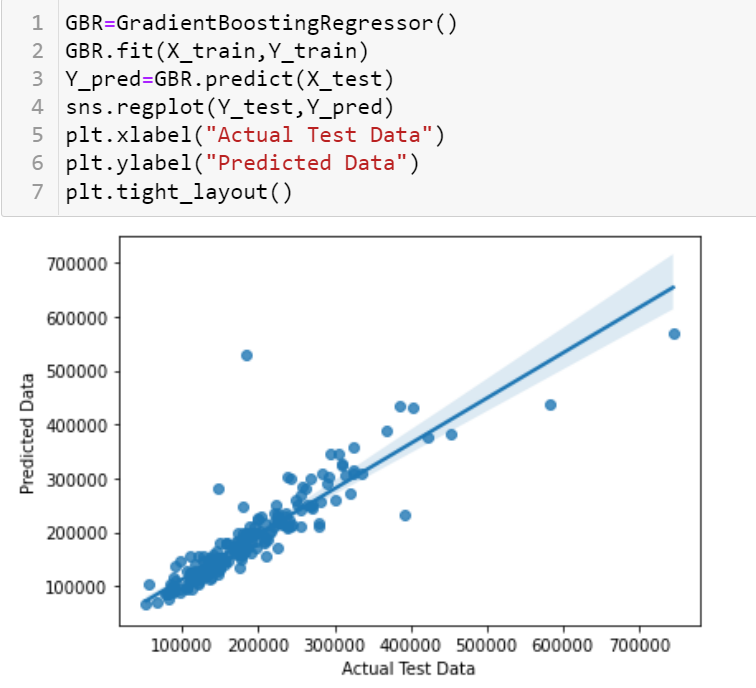 1 GBR=GradientBoostingRegressor()
2 GBR.fit(X_train,Y_train)
3 Y_pred=GBR.predict(X_test)
4 sns.regplot(Y_test,Y_pred)
5 plt.xlabel("Actual Test Data")
6 plt.ylabel("Predicted Data")
7 plt.tight_layout()
700000
600000
500000
400000
300000
200000
100000
Predicted Data
100000 200000 300000 400000 500000 600000 700000
Actual Test Data